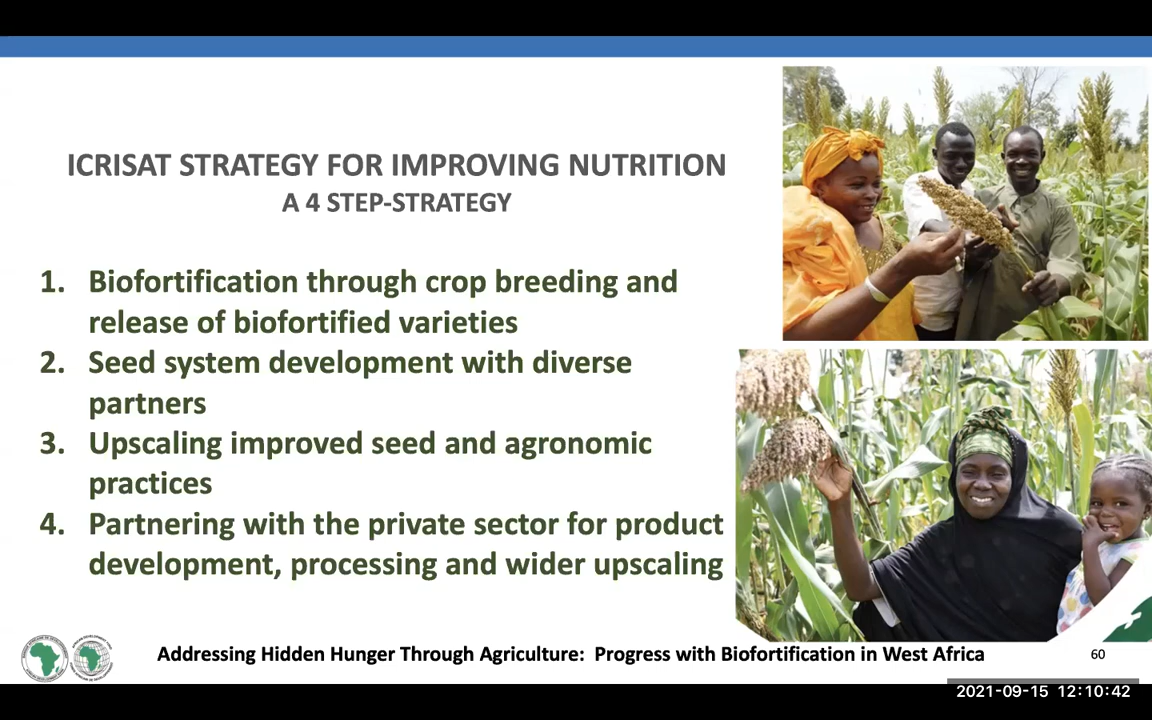 ICRISAT STRATEGY FOR IMPROVING NUTRITION
A 4 STEP-STRATEGY
1. Biofortification through crop breeding and
release of biofortified varieties
2. Seed system development with diverse
partners
3. Upscaling improved seed and agronomic
practices
4. Partnering with the private sector for product
development, processing and wider upscaling
Addressing Hidden Hunger Through Agriculture: Progress with Biofortification in West Africa
60
2021-09-15 12:10:42